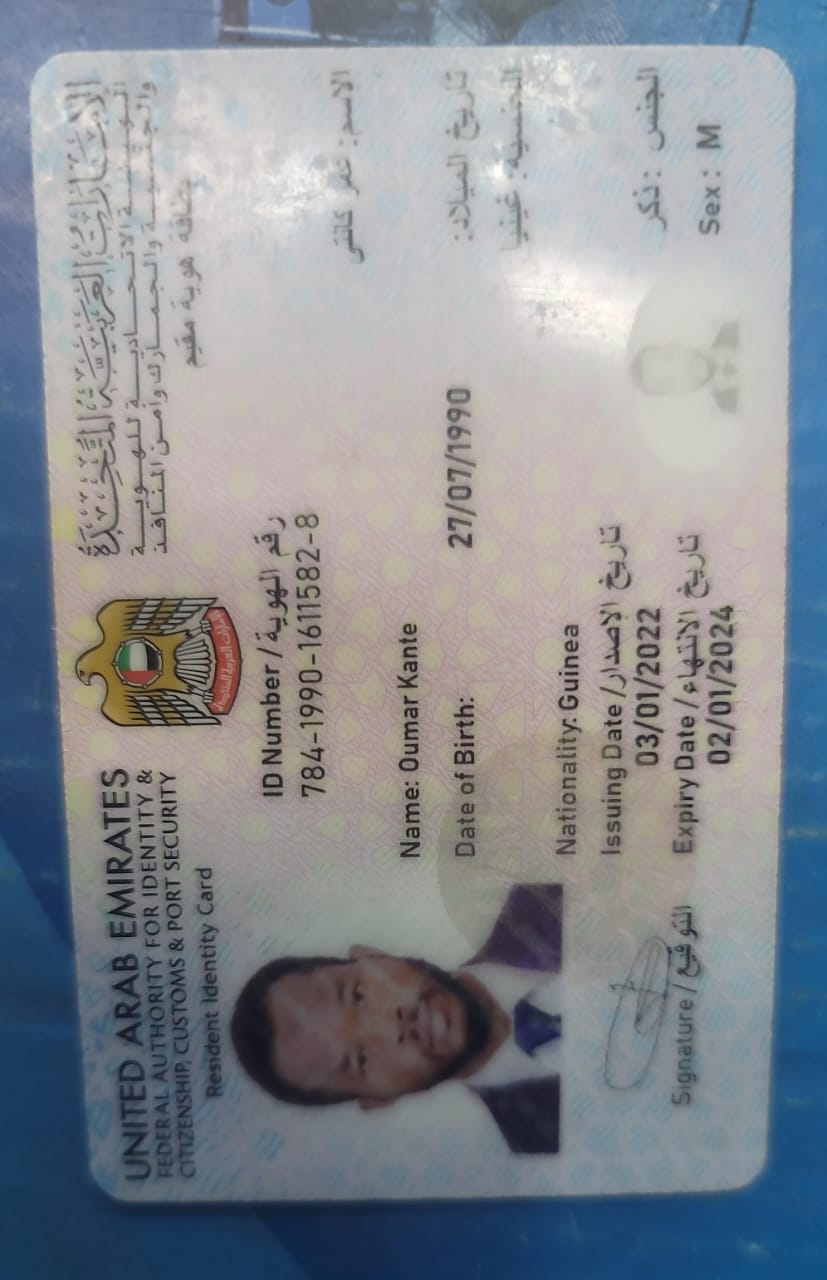 UNITED ARAB EMIRATES
FEDERAL AUTHORITY FOR IDENTITY &
CITIZENSHIP, CUSTOMS & PORT SECURITY
Resident Identity Card
الإمارات العربية المتحدة
الهيئة الاتحادية للهوية
والجنسية والجمارك وأمن المنافذ
بطاقة هوية مقيم
ID Number / رقم الهوية
784-1990-1611582-8
الاسم: عمر كانتى
Name: Oumar Kante
Date of Birth: 27/07/1990 تاريخ الميلاد:
الجنسية: غينيا
Nationality: Guinea
Issuing Date / تاريخ الإصدار
03/01/2022
Expiry Date / تاريخ الانتهاء
02/01/2024
الجنس: ذكر
Sex: M
Signature / التوقيع